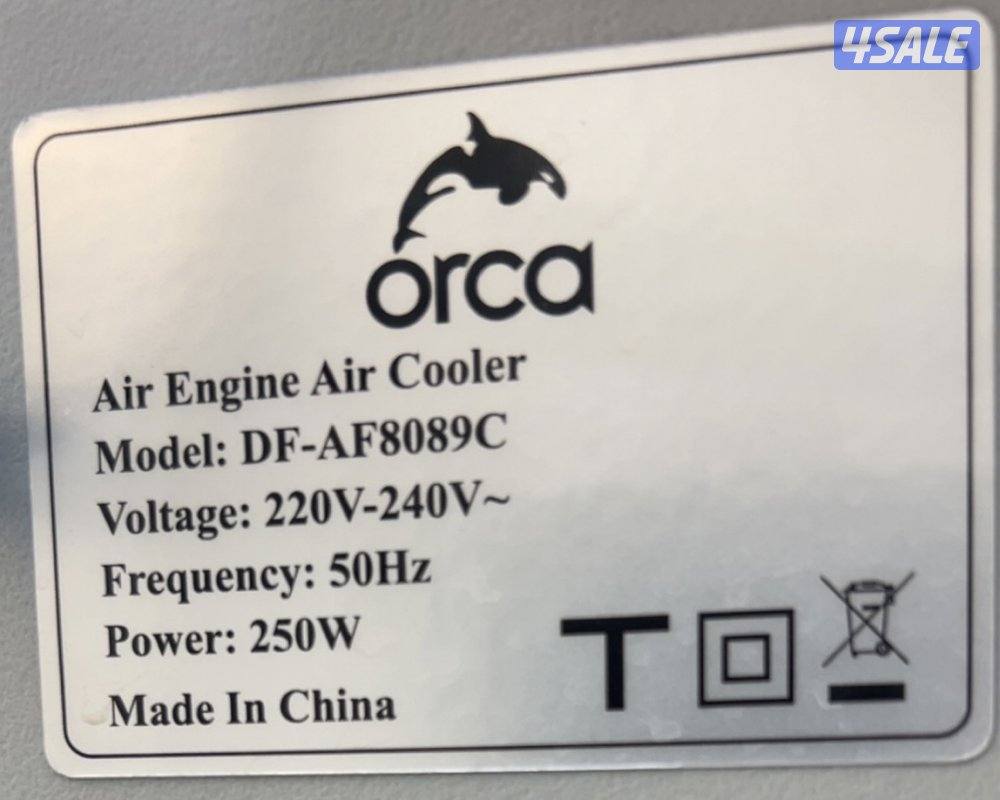 4SALE
orca
Air Engine Air Cooler
Model: DF-AF8089C
Voltage: 220V-240V~
Frequency: 50Hz
Power: 250W
Made In China
T